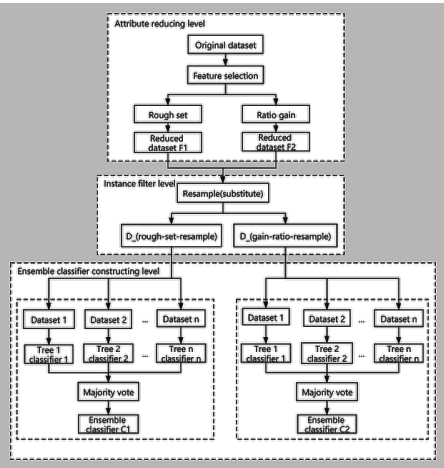 Attribute reducing level
Original dataset
Feature selection
Rough set
Ratio gain
Reduced
dataset F1
Reduced
dataset F2
Instance filter level
Resample(substitute)
D_(rough-set-resample)
D_(gain-ratio-resample)
Ensemble classifier constructing level
Dataset 1
Dataset 2
...
Dataset n
Tree 1
classifier 1
Tree 2
classifier 2
...
Tree n
classifier n
Majority vote
Ensemble
classifier C1
Dataset 1
Dataset 2
...
Dataset n
Tree 1
classifier 1
Tree 2
classifier 2
...
Tree n
classifier n
Majority vote
Ensemble
classifier C2